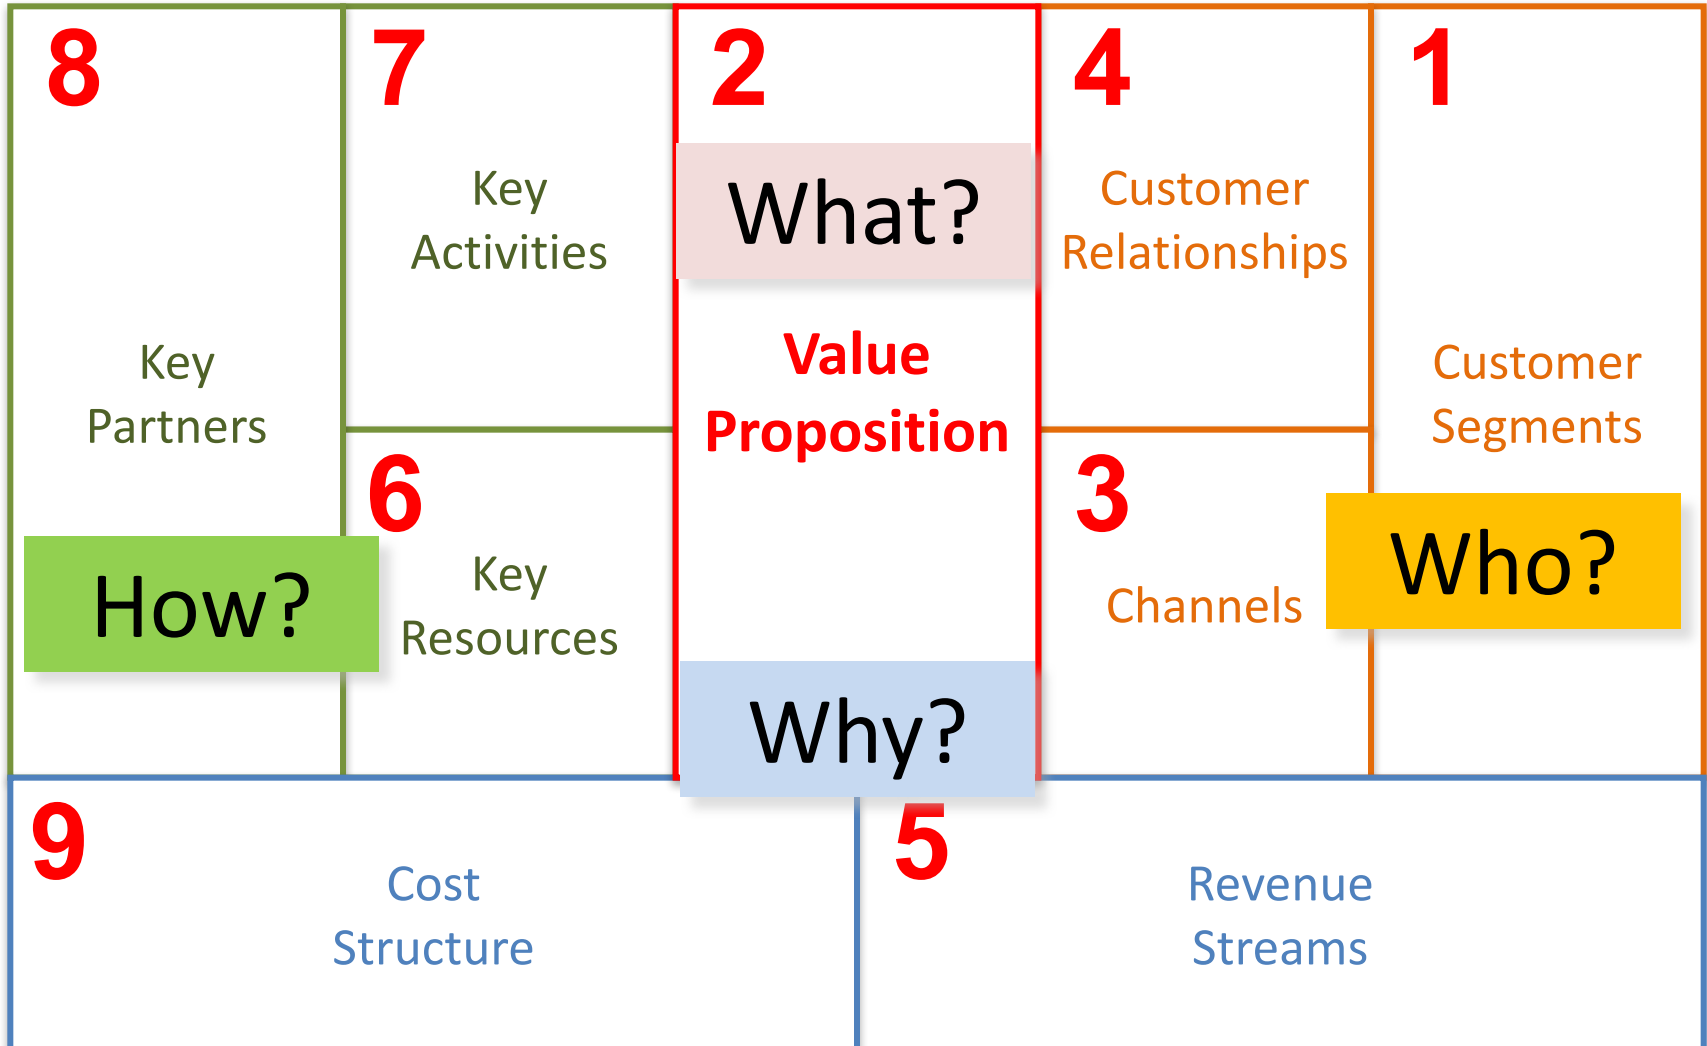 8
Key
Partners
How?
7
Key
Activities
6
Key
Resources
2
What?
Value
Proposition
Why?
4
Customer
Relationships
3
Channels
1
Customer
Segments
Who?
9
Cost
Structure
5
Revenue
Streams